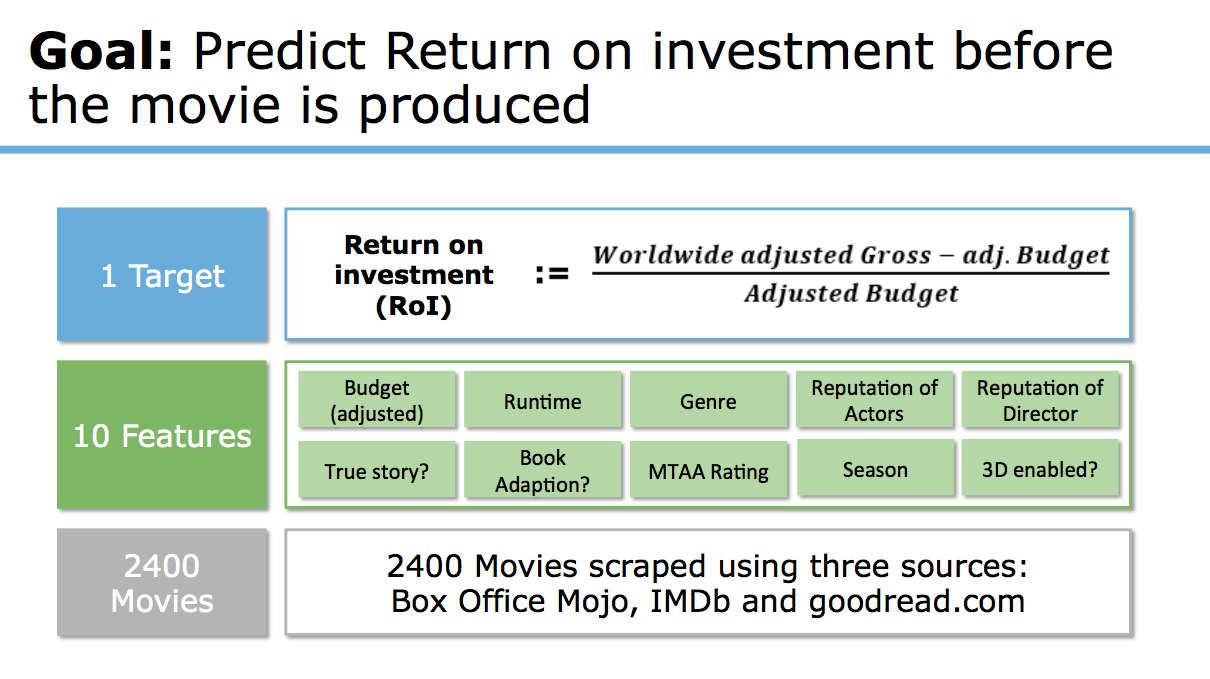 Goal: Predict Return on investment before
the movie is produced
1 Target
Return on
investment
(RoI)
:=
Worldwide adjusted Gross – adj. Budget
Adjusted Budget
10 Features
Budget
(adjusted)
Runtime
Genre
Reputation of
Actors
Reputation of
Director
True story?
Book
Adaption?
MTAA Rating
Season
3D enabled?
2400
Movies
2400 Movies scraped using three sources:
Box Office Mojo, IMDb and goodread.com